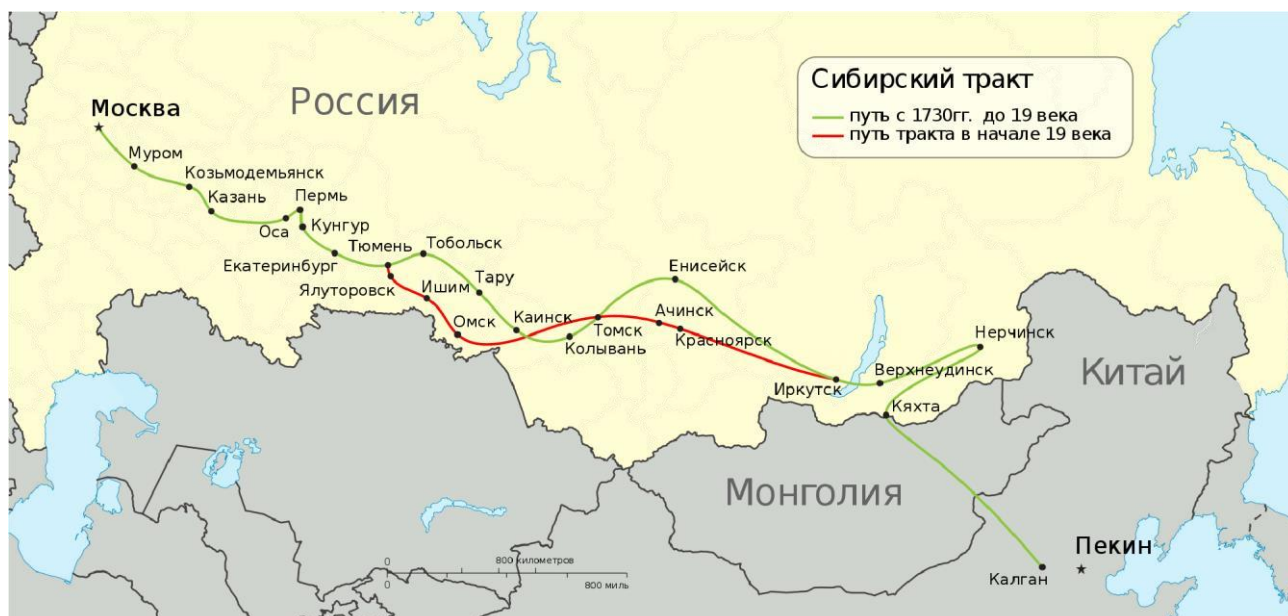 Сибирский тракт
путь с 1730гг. до 19 века
путь тракта в начале 19 века
Россия
Москва
Муром
Козьмодемьянск
Казань
Пермь
Оса
Кунгур
Екатеринбург
Тюмень
Тобольск
Ялуторовск
Ишим
Тару
Омск
Каинск
Колывань
Томск
Енисейск
Ачинск
Красноярск
Иркутск
Верхнеудинск
Нерчинск
Кяхта
Китай
Монголия
Пекин
Калган
0
800 километров
0
800 миль